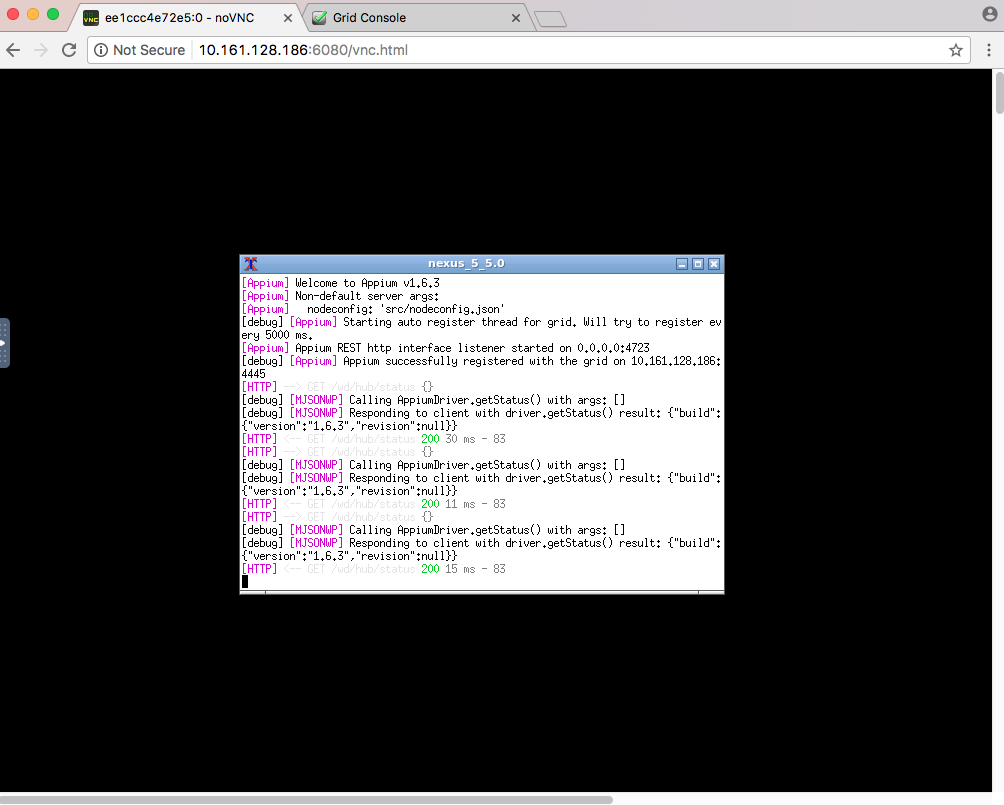 ee1ccc4e72e5:0 - noVNC
Grid Console
Not Secure
10.161.128.186:6080/vnc.html
nexus_5_5.0
[Appium] Welcome to Appium v1.6.3
[Appium] Non-default server args:
[Appium]   nodeconfig: 'src/nodeconfig.json'
[debug] [Appium] Starting auto register thread for grid. Will try to register ev
ery 5000 ms.
[Appium] Appium REST http interface listener started on 0.0.0.0:4723
[debug] [Appium] Appium successfully registered with the grid on 10.161.128.186:
4445
[HTTP] --> GET /wd/hub/status {}
[debug] [MJSONWP] Calling AppiumDriver.getStatus() with args: []
[debug] [MJSONWP] Responding to client with driver.getStatus() result: {"build":
{"version":"1.6.3","revision":null}}
[HTTP] <-- GET /wd/hub/status 200 30 ms - 83
[HTTP] --> GET /wd/hub/status {}
[debug] [MJSONWP] Calling AppiumDriver.getStatus() with args: []
[debug] [MJSONWP] Responding to client with driver.getStatus() result: {"build":
{"version":"1.6.3","revision":null}}
[HTTP] <-- GET /wd/hub/status 200 11 ms - 83
[HTTP] --> GET /wd/hub/status {}
[debug] [MJSONWP] Calling AppiumDriver.getStatus() with args: []
[debug] [MJSONWP] Responding to client with driver.getStatus() result: {"build":
{"version":"1.6.3","revision":null}}
[HTTP] <-- GET /wd/hub/status 200 15 ms - 83